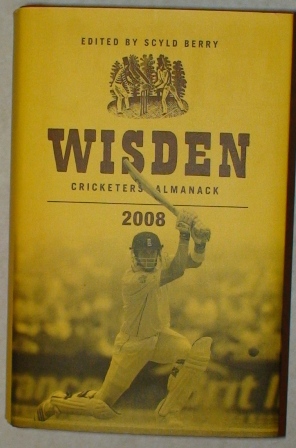 EDITED BY SCYLD BERRY
WISDEN
CRICKETERS' ALMANACK
2008